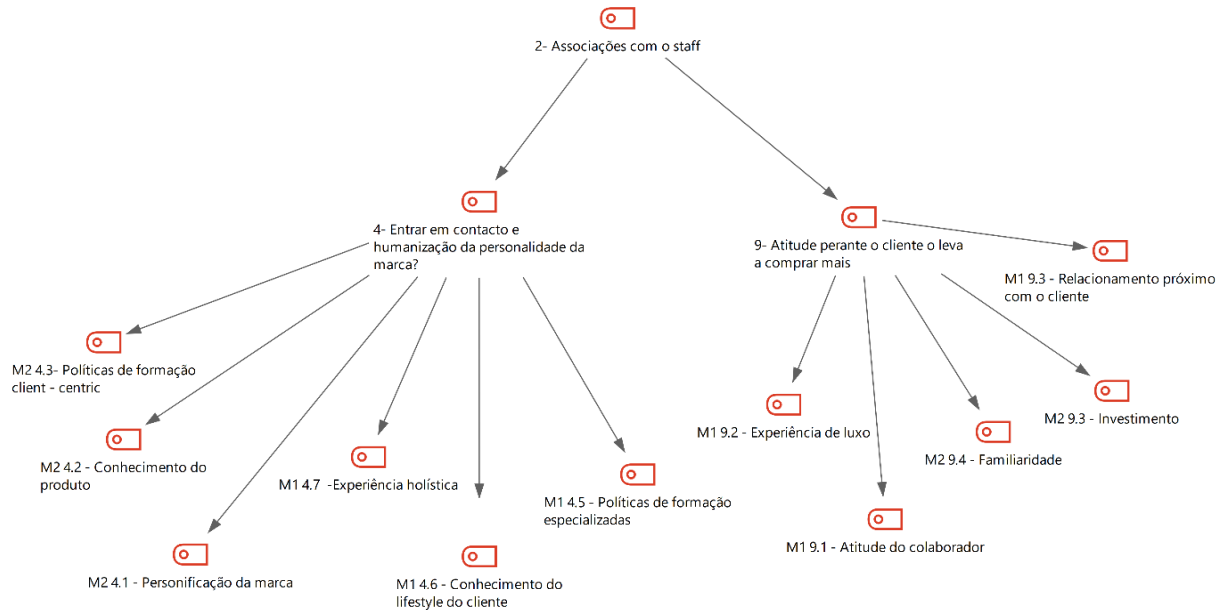 2- Associações com o staff
4- Entrar em contacto e
humanização da personalidade da
marca?
9- Atitude perante o cliente o leva
a comprar mais
M1 9.3 - Relacionamento próximo
com o cliente
M2 4.3- Políticas de formação
client - centric
M2 4.2 - Conhecimento do
produto
M1 4.7  -Experiência holística
M1 4.5 - Políticas de formação
especializadas
M2 4.1 - Personificação da marca
M1 4.6 - Conhecimento do
lifestyle do cliente
M1 9.2 - Experiência de luxo
M2 9.3 - Investimento
M2 9.4 - Familiaridade
M1 9.1 - Atitude do colaborador